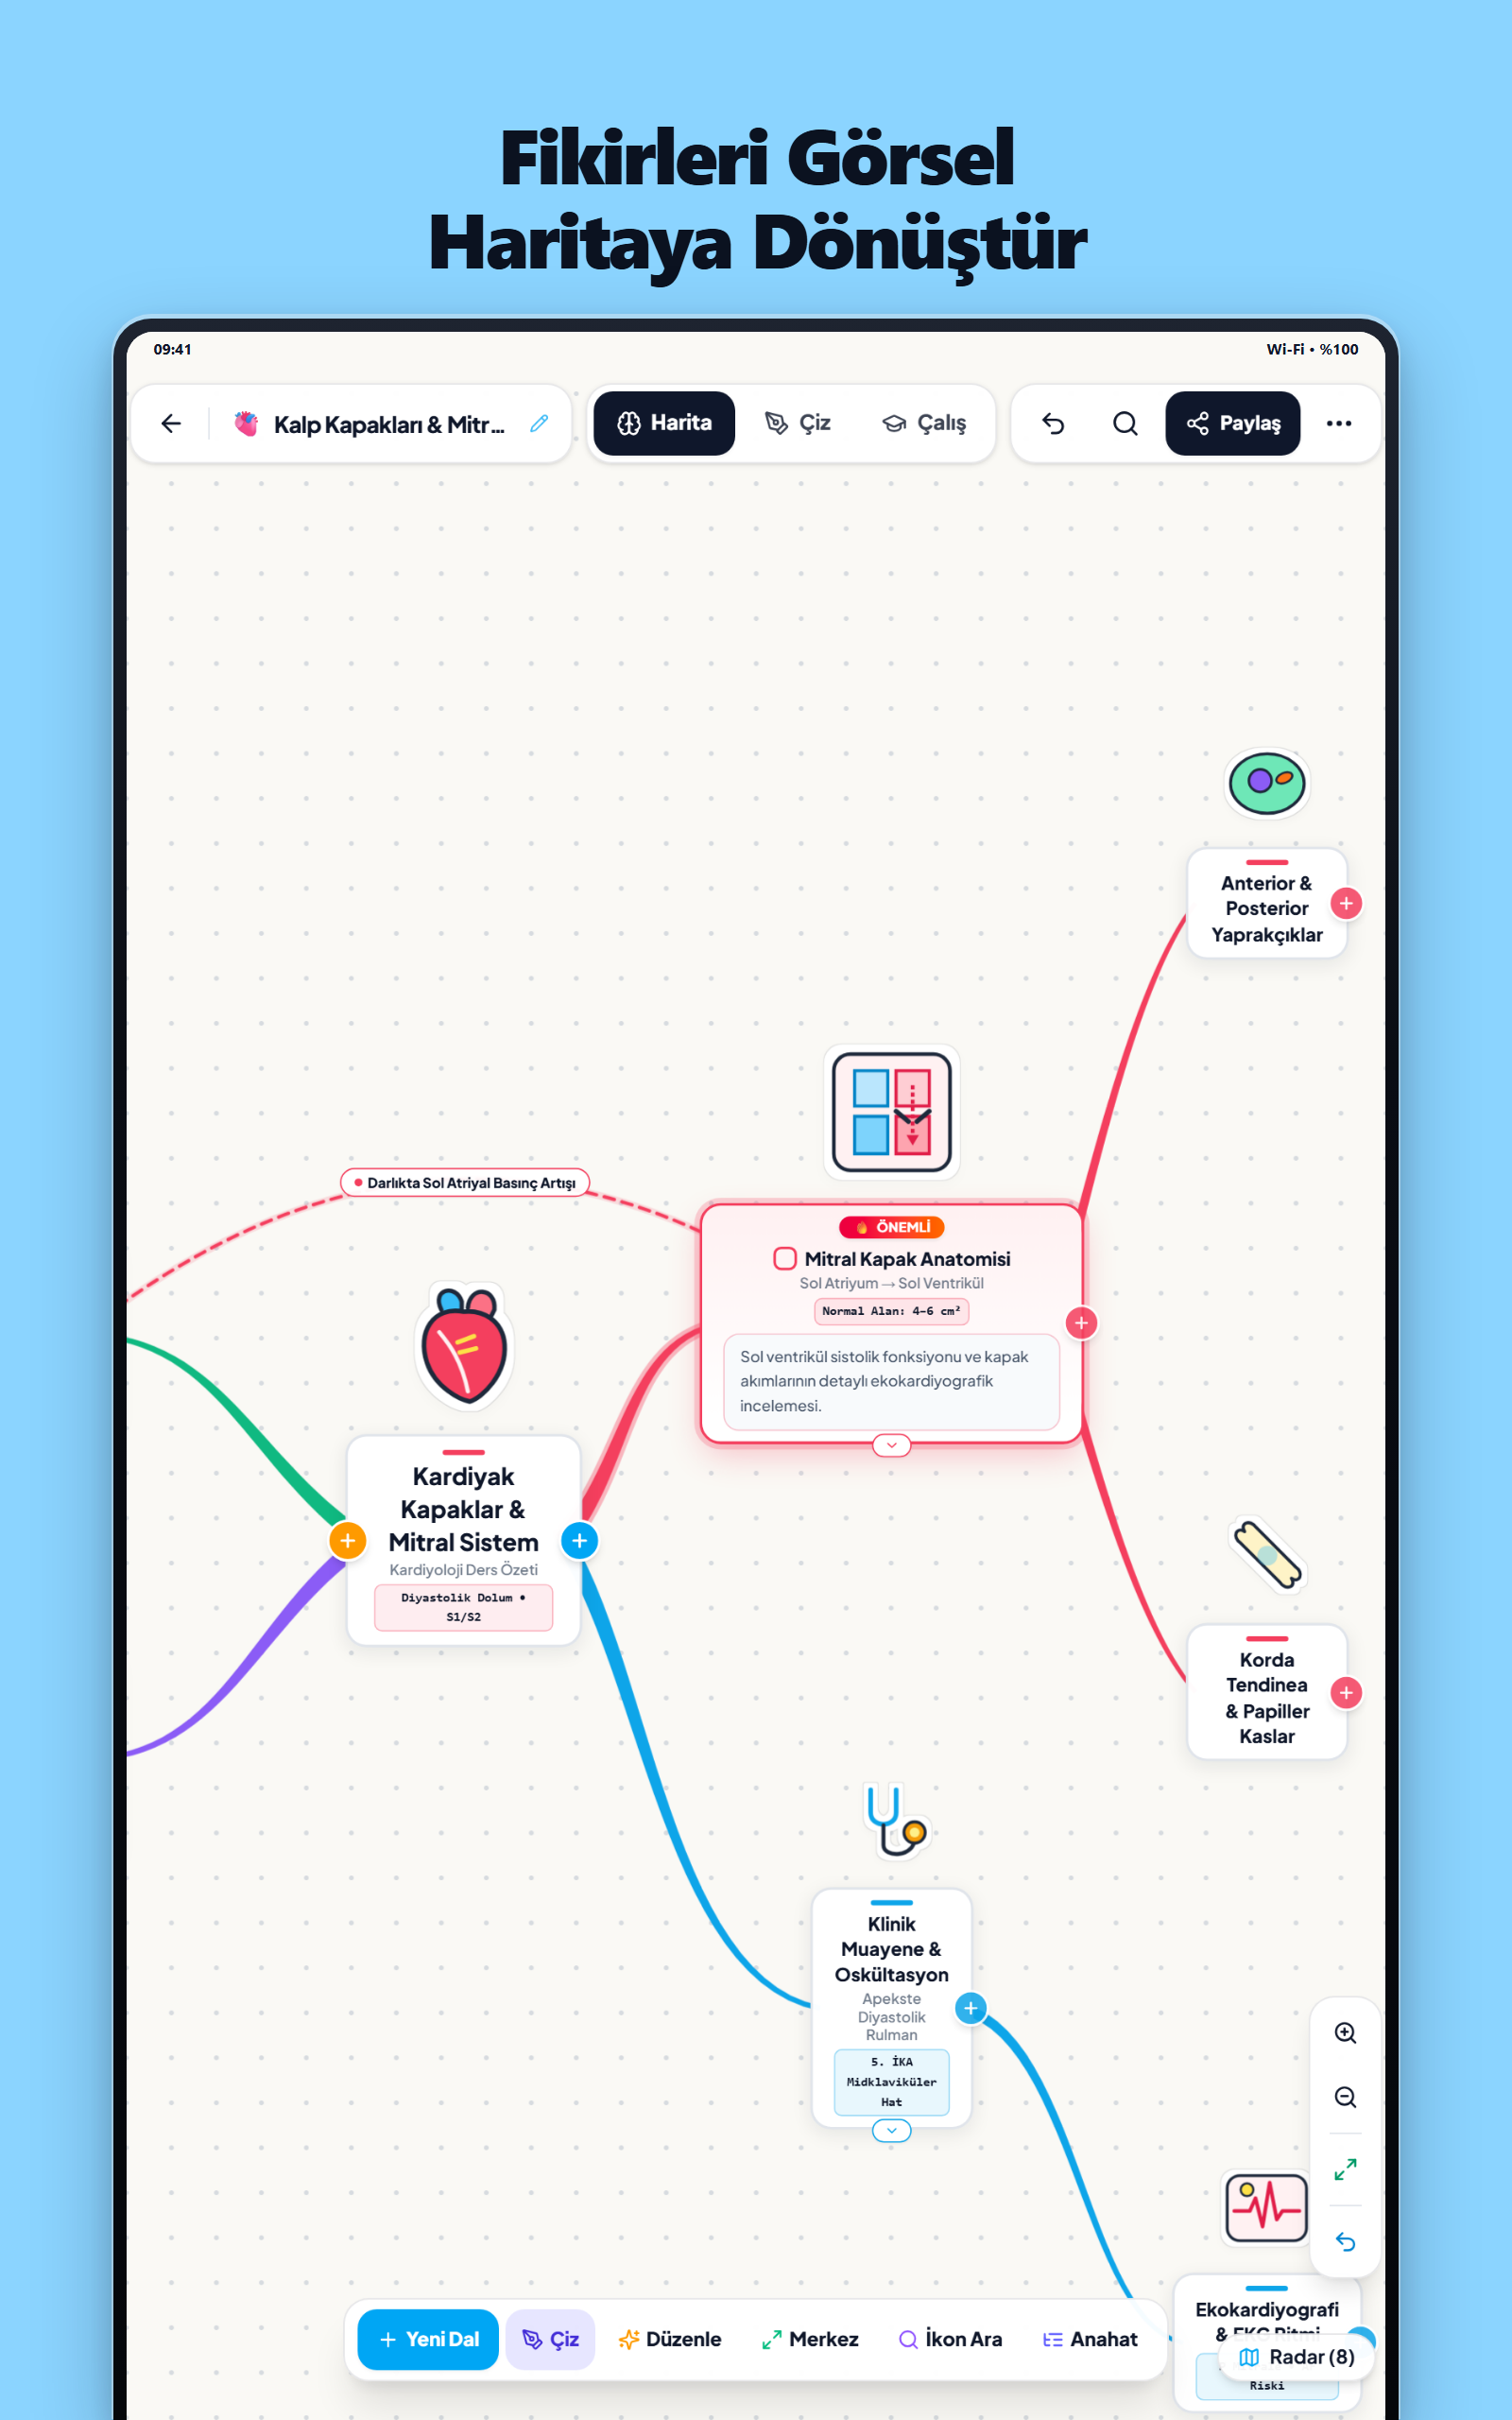 Fikirleri Görsel
Haritaya Dönüştür
09:41
Wi-Fi • %100
Kalp Kapakları & Mitr...
Harita
Çiz
Çalış
Paylaş
Anterior &
Posterior
Yaprakçıklar
Darlıkta Sol Atriyal Basınç Artışı
ÖNEMLİ
Mitral Kapak Anatomisi
Sol Atriyum → Sol Ventrikül
Normal Alan: 4-6 cm²
Sol ventrikül sistolik fonksiyonu ve kapak
akımlarının detaylı ekokardiyografik
incelemesi.
Kardiyak
Kapaklar &
Mitral Sistem
Kardiyoloji Ders Özeti
Diyastolik Dolum •
S1/S2
Korda
Tendinea
& Papiller
Kaslar
Klinik
Muayene &
Oskültasyon
Apekste
Diyastolik
Rulman
5. İKA
Midklaviküler
Hat
Ekokardiyografi
& EKG Ritmi
Riski
Yeni Dal
Çiz
Düzenle
Merkez
İkon Ara
Anahat
Radar (8)